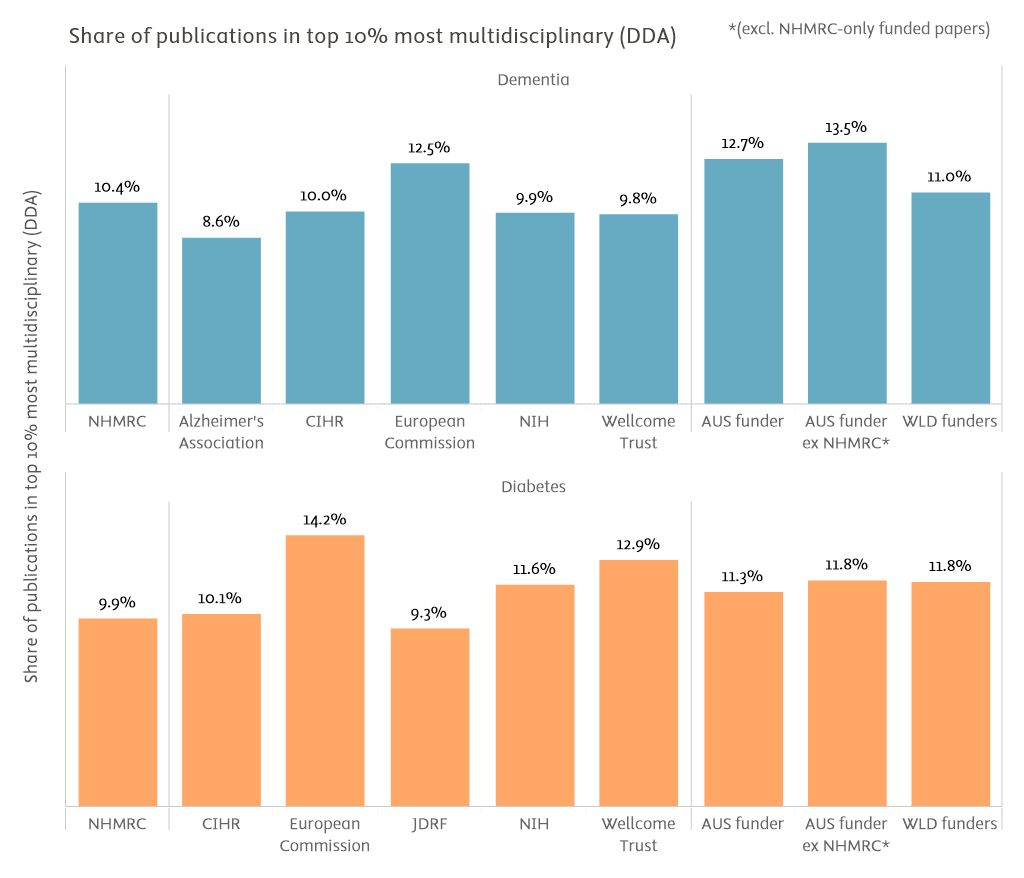 Share of publications in top 10% most multidisciplinary (DDA)
*(excl. NHMRC-only funded papers)
Share of publications in top 10% most multidisciplinary (DDA)
Dementia
10.4%
8.6%
10.0%
12.5%
9.9%
9.8%
12.7%
13.5%
11.0%
NHMRC
Alzheimer's
Association
CIHR
European
Commission
NIH
Wellcome
Trust
AUS funder
AUS funder
ex NHMRC*
WLD funders
Diabetes
9.9%
10.1%
14.2%
9.3%
11.6%
12.9%
11.3%
11.8%
11.8%
NHMRC
CIHR
European
Commission
JDRF
NIH
Wellcome
Trust
AUS funder
AUS funder
ex NHMRC*
WLD funders